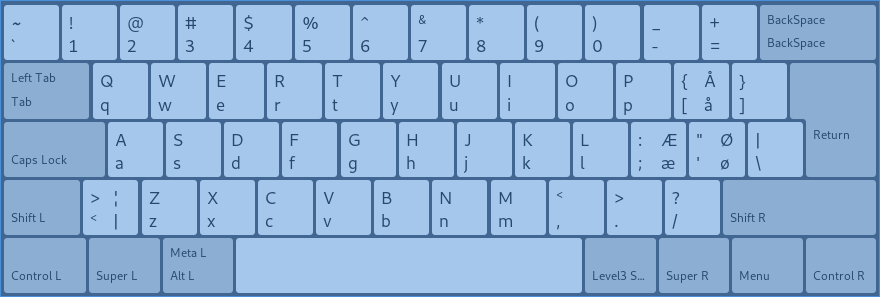 ~ ! @ # $ % ^ & * ( ) _ + BackSpace
` 1 2 3 4 5 6 7 8 9 0 - = BackSpace
Left Tab Q W E R T Y U I O P { Å }
Tab q w e r t y u i o p [ å ]
Return
A S D F G H J K L : Æ " Ø |
Caps Lock a s d f g h j k l ; æ ' ø \
> ¦ Z X C V B N M < > ?
Shift L < | z x c v b n m , . / Shift R
Meta L
Control L Super L Alt L Level3 S... Super R Menu Control R